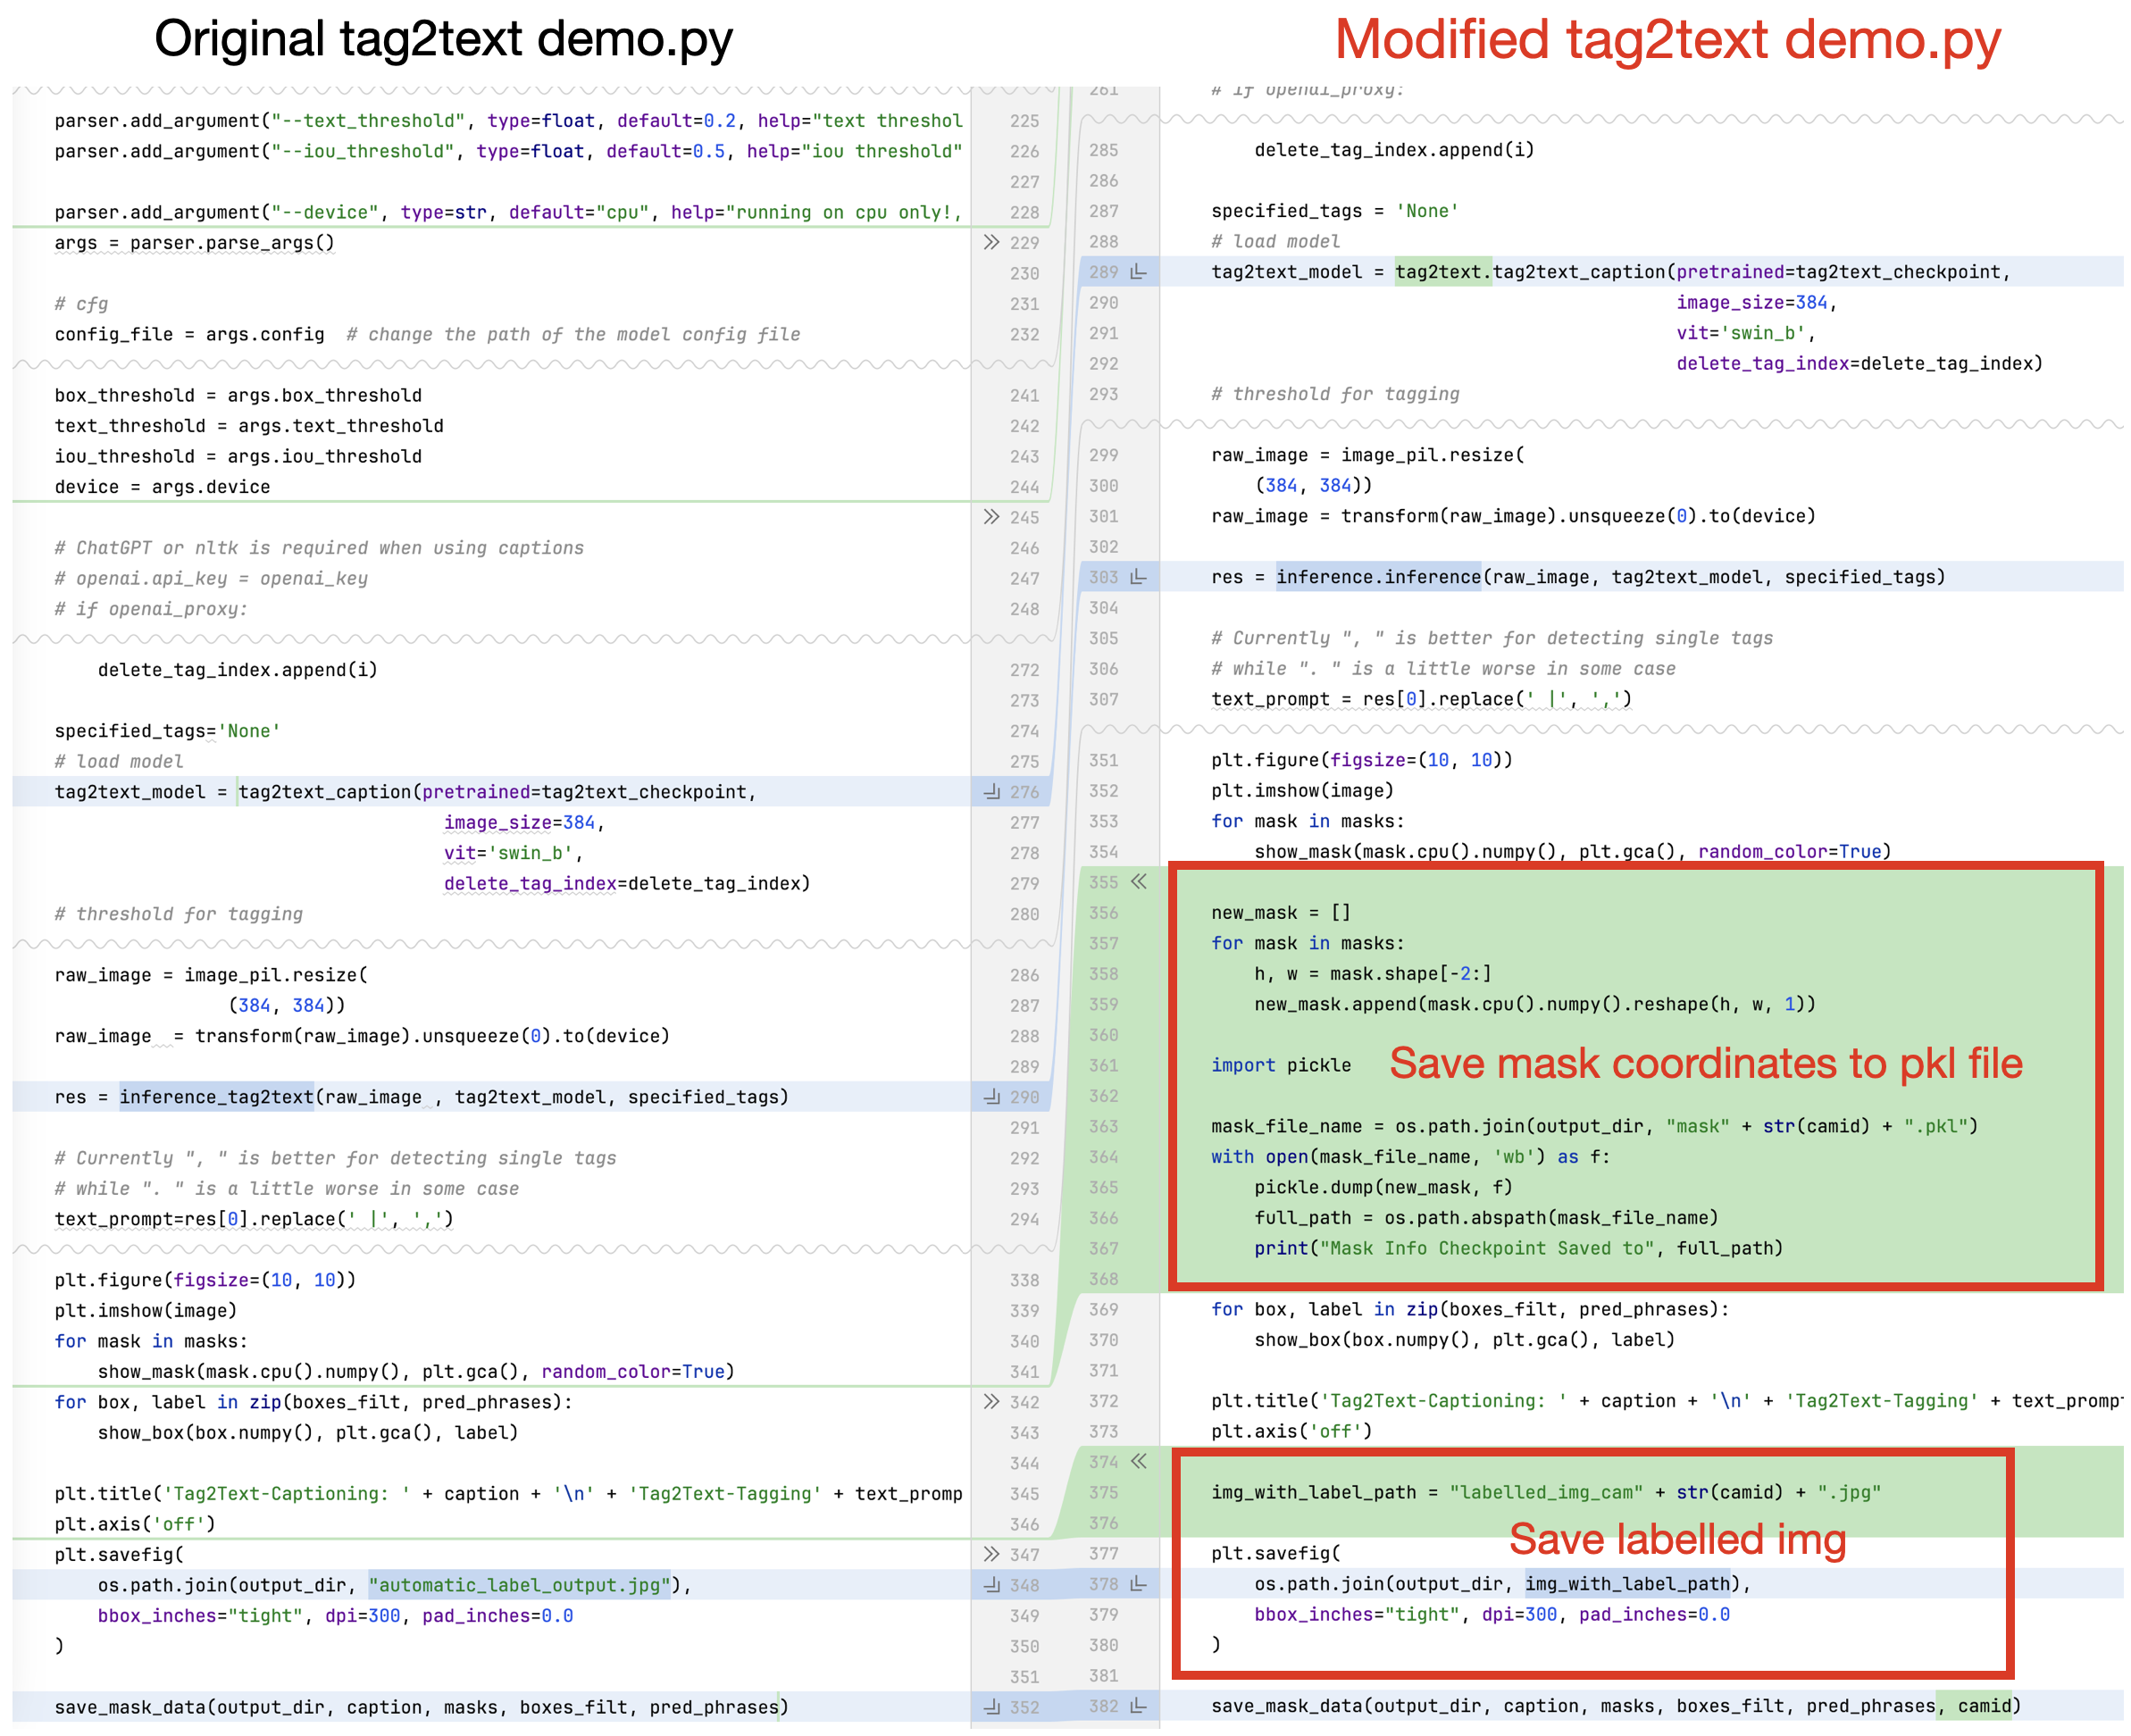 Original tag2text demo.py
parser.add_argument("--text_threshold", type=float, default=0.2, help="text threshol
225
parser.add_argument("--iou_threshold", type=float, default=0.5, help="iou threshold"
226
227
parser.add_argument("--device", type=str, default="cpu", help="running on cpu only!,
228
args = parser.parse_args()
229
230
# cfg
231
config_file = args.config  # change the path of the model config file
232
box_threshold = args.box_threshold
241
text_threshold = args.text_threshold
242
iou_threshold = args.iou_threshold
243
device = args.device
244
245
# ChatGPT or nltk is required when using captions
246
# openai.api_key = openai_key
247
# if openai_proxy:
248
    delete_tag_index.append(i)
272
273
specified_tags='None'
274
# load model
275
tag2text_model = tag2text_caption(pretrained=tag2text_checkpoint,
276
image_size=384,
277
vit='swin_b',
278
delete_tag_index=delete_tag_index)
279
# threshold for tagging
280
raw_image = image_pil.resize(
286
(384, 384))
287
raw_image  = transform(raw_image).unsqueeze(0).to(device)
288
289
res = inference_tag2text(raw_image , tag2text_model, specified_tags)
290
291
# Currently ", " is better for detecting single tags
292
# while ". " is a little worse in some case
293
text_prompt=res[0].replace(' |', ',')
294
plt.figure(figsize=(10, 10))
338
plt.imshow(image)
339
for mask in masks:
340
    show_mask(mask.cpu().numpy(), plt.gca(), random_color=True)
341
for box, label in zip(boxes_filt, pred_phrases):
342
    show_box(box.numpy(), plt.gca(), label)
343
344
plt.title('Tag2Text-Captioning: ' + caption + '\n' + 'Tag2Text-Tagging' + text_promp
345
plt.axis('off')
346
plt.savefig(
347
    os.path.join(output_dir, "automatic_label_output.jpg"),
348
    bbox_inches="tight", dpi=300, pad_inches=0.0
349
)
350
351
save_mask_data(output_dir, caption, masks, boxes_filt, pred_phrases)
352
Modified tag2text demo.py
261 # if openai_proxy:
285     delete_tag_index.append(i)
286
287 specified_tags = 'None'
288 # load model
289 tag2text_model = tag2text.tag2text_caption(pretrained=tag2text_checkpoint,
290 image_size=384,
291 vit='swin_b',
292 delete_tag_index=delete_tag_index)
293 # threshold for tagging
299 raw_image = image_pil.resize(
300     (384, 384))
301 raw_image = transform(raw_image).unsqueeze(0).to(device)
302
303 res = inference.inference(raw_image, tag2text_model, specified_tags)
304
305 # Currently ", " is better for detecting single tags
306 # while ". " is a little worse in some case
307 text_prompt = res[0].replace(' |', ',')
351 plt.figure(figsize=(10, 10))
352 plt.imshow(image)
353 for mask in masks:
354     show_mask(mask.cpu().numpy(), plt.gca(), random_color=True)
355
356 new_mask = []
357 for mask in masks:
358     h, w = mask.shape[-2:]
359     new_mask.append(mask.cpu().numpy().reshape(h, w, 1))
360
361 import pickle
Save mask coordinates to pkl file
362
363 mask_file_name = os.path.join(output_dir, "mask" + str(camid) + ".pkl")
364 with open(mask_file_name, 'wb') as f:
365     pickle.dump(new_mask, f)
366     full_path = os.path.abspath(mask_file_name)
367     print("Mask Info Checkpoint Saved to", full_path)
368
369 for box, label in zip(boxes_filt, pred_phrases):
370     show_box(box.numpy(), plt.gca(), label)
371
372 plt.title('Tag2Text-Captioning: ' + caption + '\n' + 'Tag2Text-Tagging' + text_promp
373 plt.axis('off')
374
375 img_with_label_path = "labelled_img_cam" + str(camid) + ".jpg"
376
Save labelled img
377 plt.savefig(
378     os.path.join(output_dir, img_with_label_path),
379     bbox_inches="tight", dpi=300, pad_inches=0.0
380 )
381
382 save_mask_data(output_dir, caption, masks, boxes_filt, pred_phrases, camid)